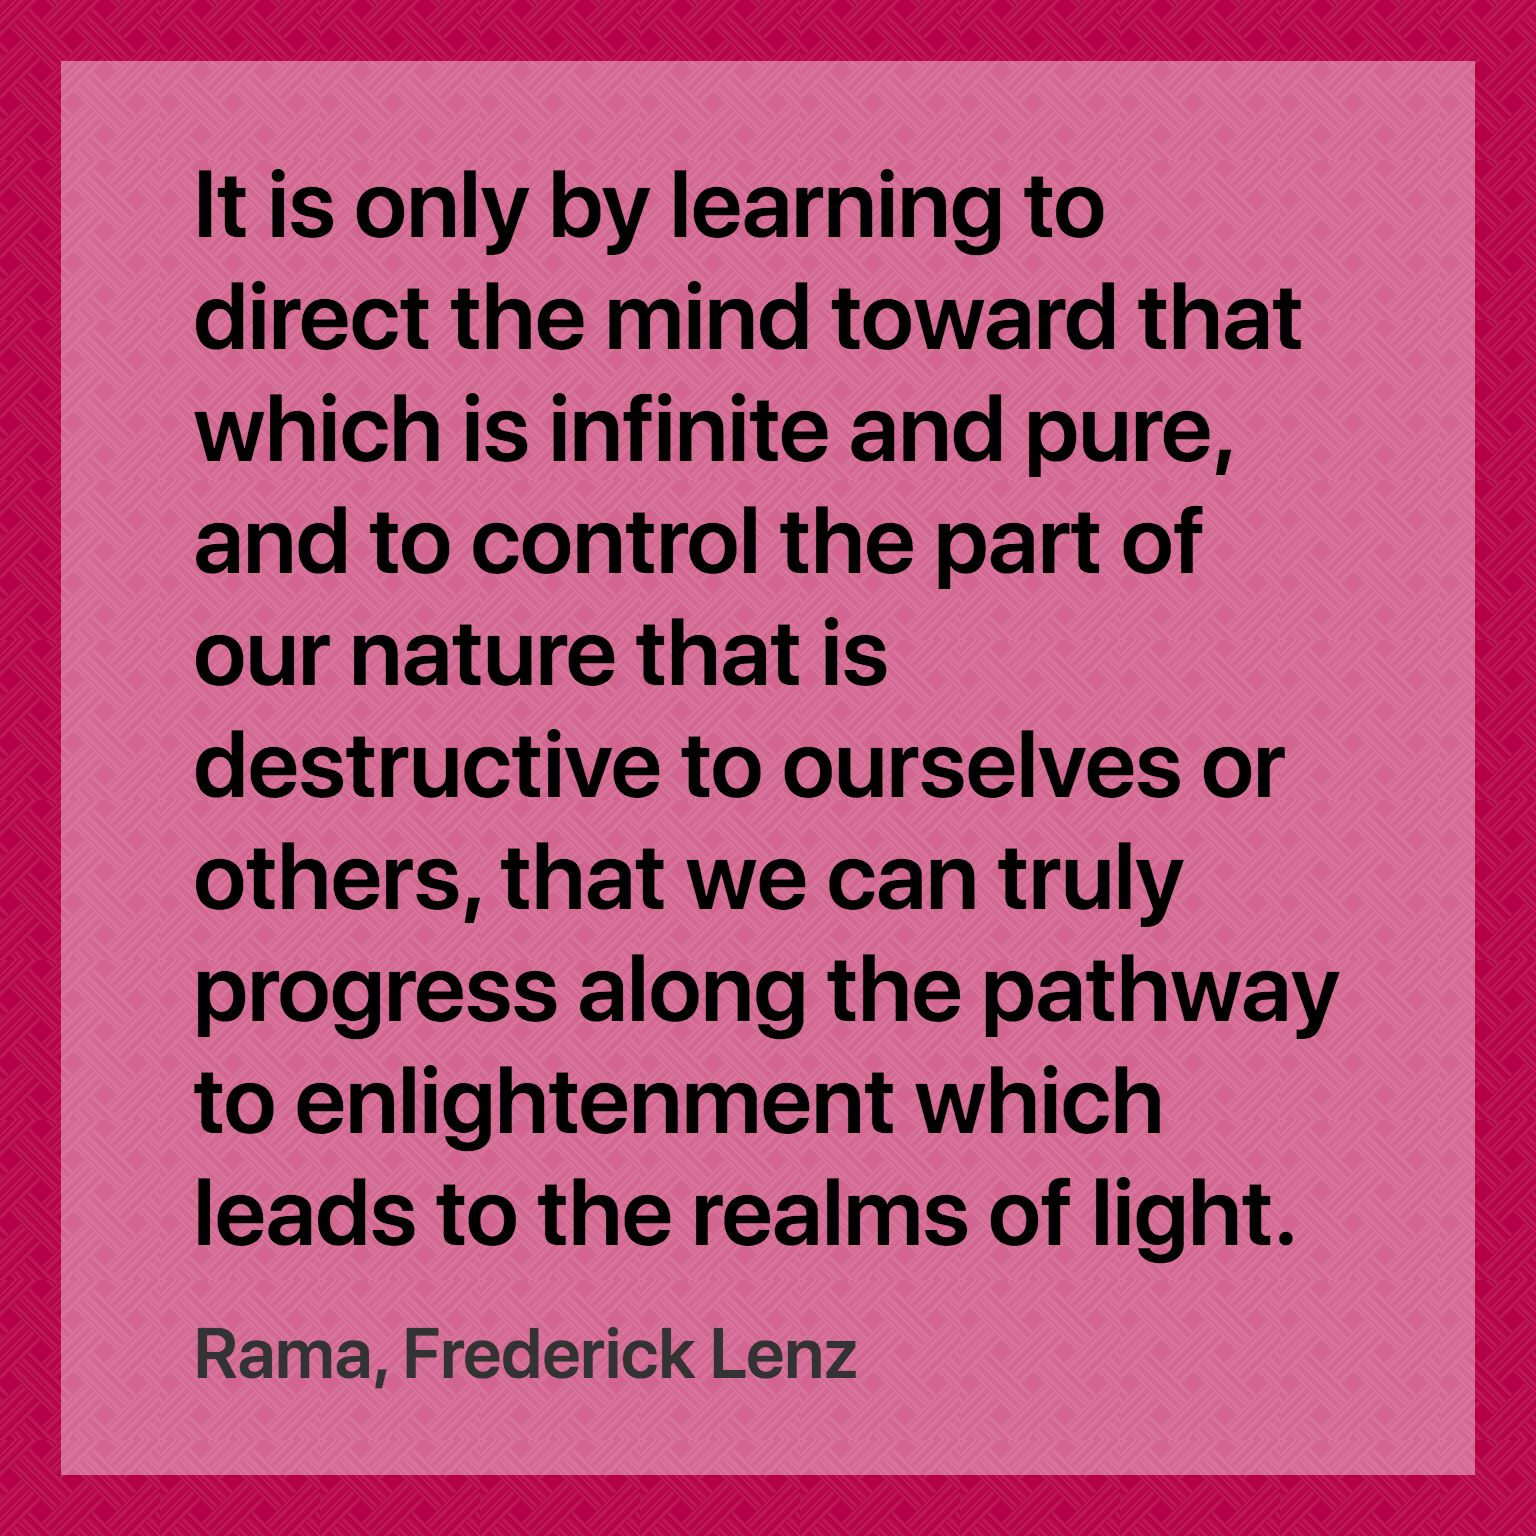 It is only by learning to
direct the mind toward that
which is infinite and pure,
and to control the part of
our nature that is
destructive to ourselves or
others, that we can truly
progress along the pathway
to enlightenment which
leads to the realms of light.
Rama, Frederick Lenz